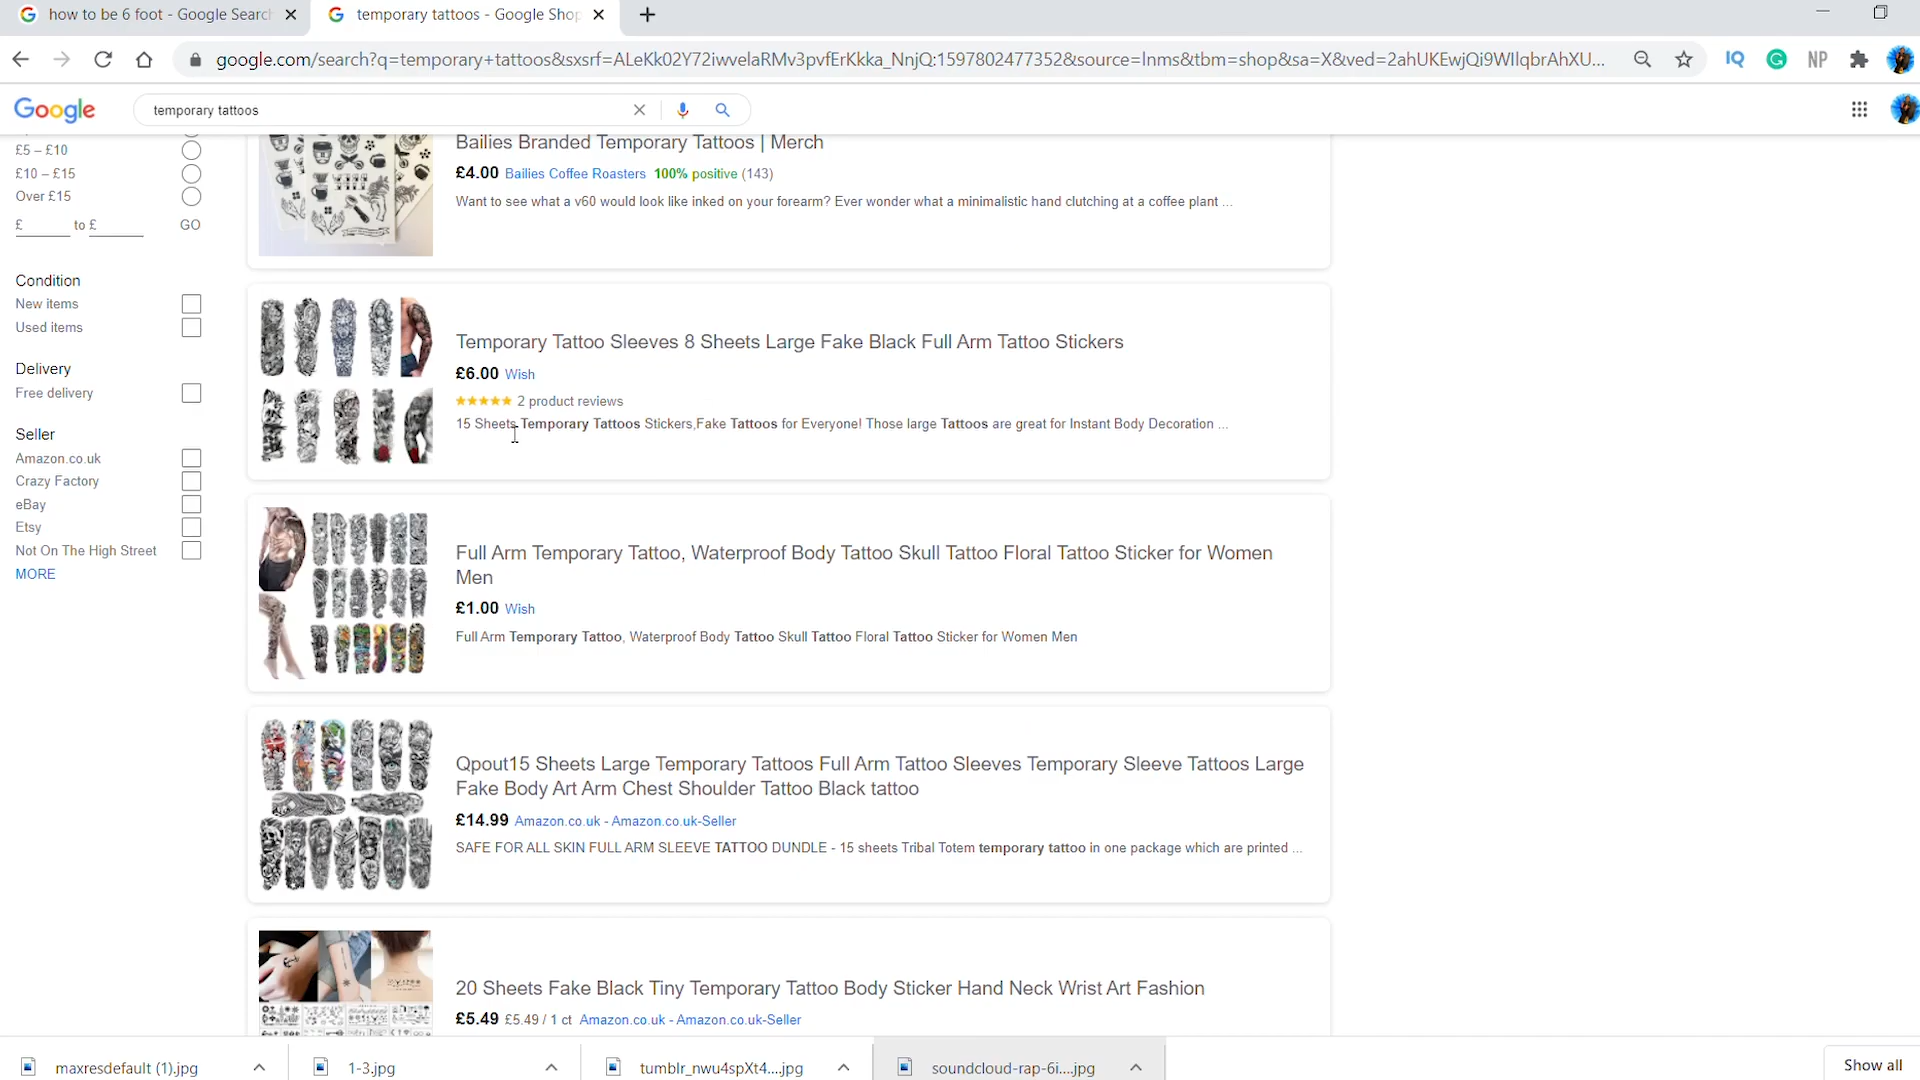 how to be 6 foot - Google Search
temporary tattoos - Google Shop
google.com/search?q=temporary+tattoos&sxsrf=ALeKk02Y72iwvelaRMv3pvfErKkka_NnjQ:1597802477352&source=lnms&tbm=shop&sa=X&ved=2ahUKEwjQi9WIlqbrAhXU...
IQ
NP
Google
temporary tattoos
£5 – £10
£10 – £15
Over £15
£ to £ GO
Condition
New items
Used items
Delivery
Free delivery
Seller
Amazon.co.uk
Crazy Factory
eBay
Etsy
Not On The High Street
MORE
Bailies Branded Temporary Tattoos | Merch
£4.00 Bailies Coffee Roasters 100% positive (143)
Want to see what a v60 would look like inked on your forearm? Ever wonder what a minimalistic hand clutching at a coffee plant ...
Temporary Tattoo Sleeves 8 Sheets Large Fake Black Full Arm Tattoo Stickers
£6.00 Wish
2 product reviews
15 Sheets Temporary Tattoos Stickers,Fake Tattoos for Everyone! Those large Tattoos are great for Instant Body Decoration ...
Full Arm Temporary Tattoo, Waterproof Body Tattoo Skull Tattoo Floral Tattoo Sticker for Women
Men
£1.00 Wish
Full Arm Temporary Tattoo, Waterproof Body Tattoo Skull Tattoo Floral Tattoo Sticker for Women Men
Qpout15 Sheets Large Temporary Tattoos Full Arm Tattoo Sleeves Temporary Sleeve Tattoos Large
Fake Body Art Arm Chest Shoulder Tattoo Black tattoo
£14.99 Amazon.co.uk - Amazon.co.uk-Seller
SAFE FOR ALL SKIN FULL ARM SLEEVE TATTOO DUNDLE - 15 sheets Tribal Totem temporary tattoo in one package which are printed ...
20 Sheets Fake Black Tiny Temporary Tattoo Body Sticker Hand Neck Wrist Art Fashion
£5.49 £5.49 / 1 ct Amazon.co.uk - Amazon.co.uk-Seller
maxresdefault (1).jpg
1-3.jpg
tumblr_nwu4spXt4....jpg
soundcloud-rap-6i....jpg
Show all